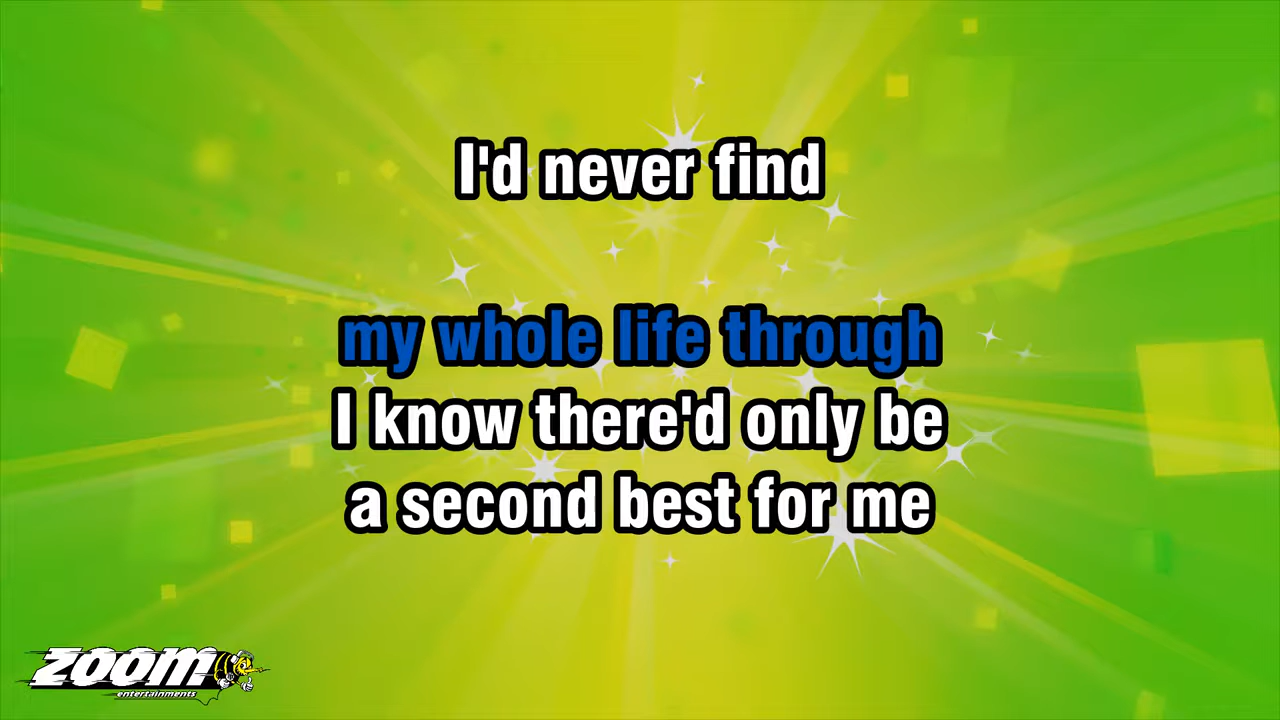 I'd never find
my whole life through
I know there'd only be
a second best for me
ZOOM
entertainments